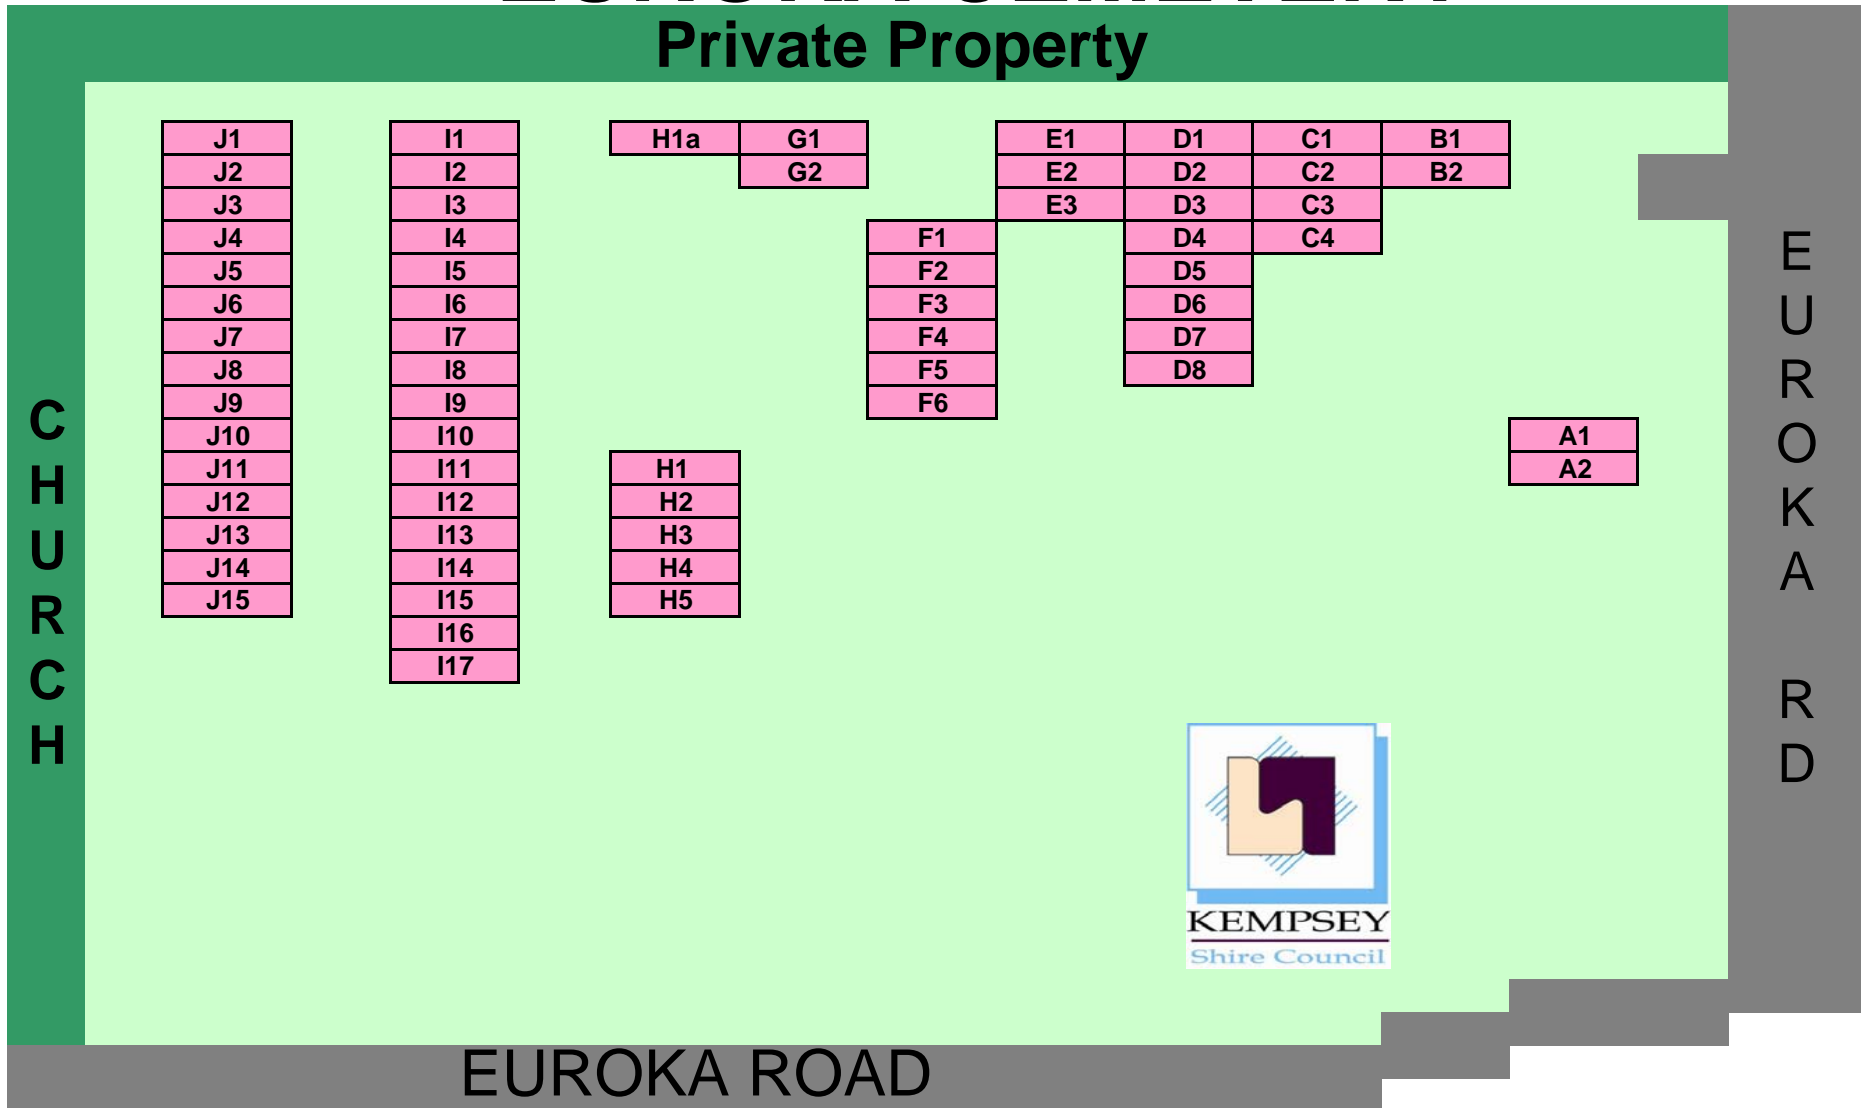 Private Property
J1 I1 H1a G1 E1 D1 C1 B1
J2 I2 G2 E2 D2 C2 B2
J3 I3 E3 D3 C3
J4 I4 F1 D4 C4
J5 I5 F2 D5
J6 I6 F3 D6
J7 I7 F4 D7
J8 I8 F5 D8
J9 I9 F6
J10 I10 A1
J11 I11 H1 A2
J12 I12 H2
J13 I13 H3
J14 I14 H4
J15 I15 H5
I16
I17
CHURCH
EUROKA RD
KEMPSEY
Shire Council
EUROKA ROAD